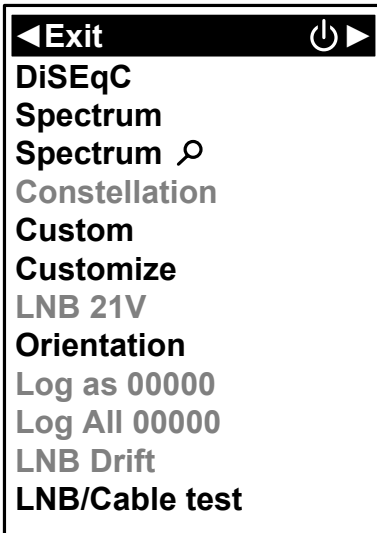 ◄Exit ⏻►
DiSEqC
Spectrum
Spectrum 🔍
Constellation
Custom
Customize
LNB 21V
Orientation
Log as 00000
Log All 00000
LNB Drift
LNB/Cable test